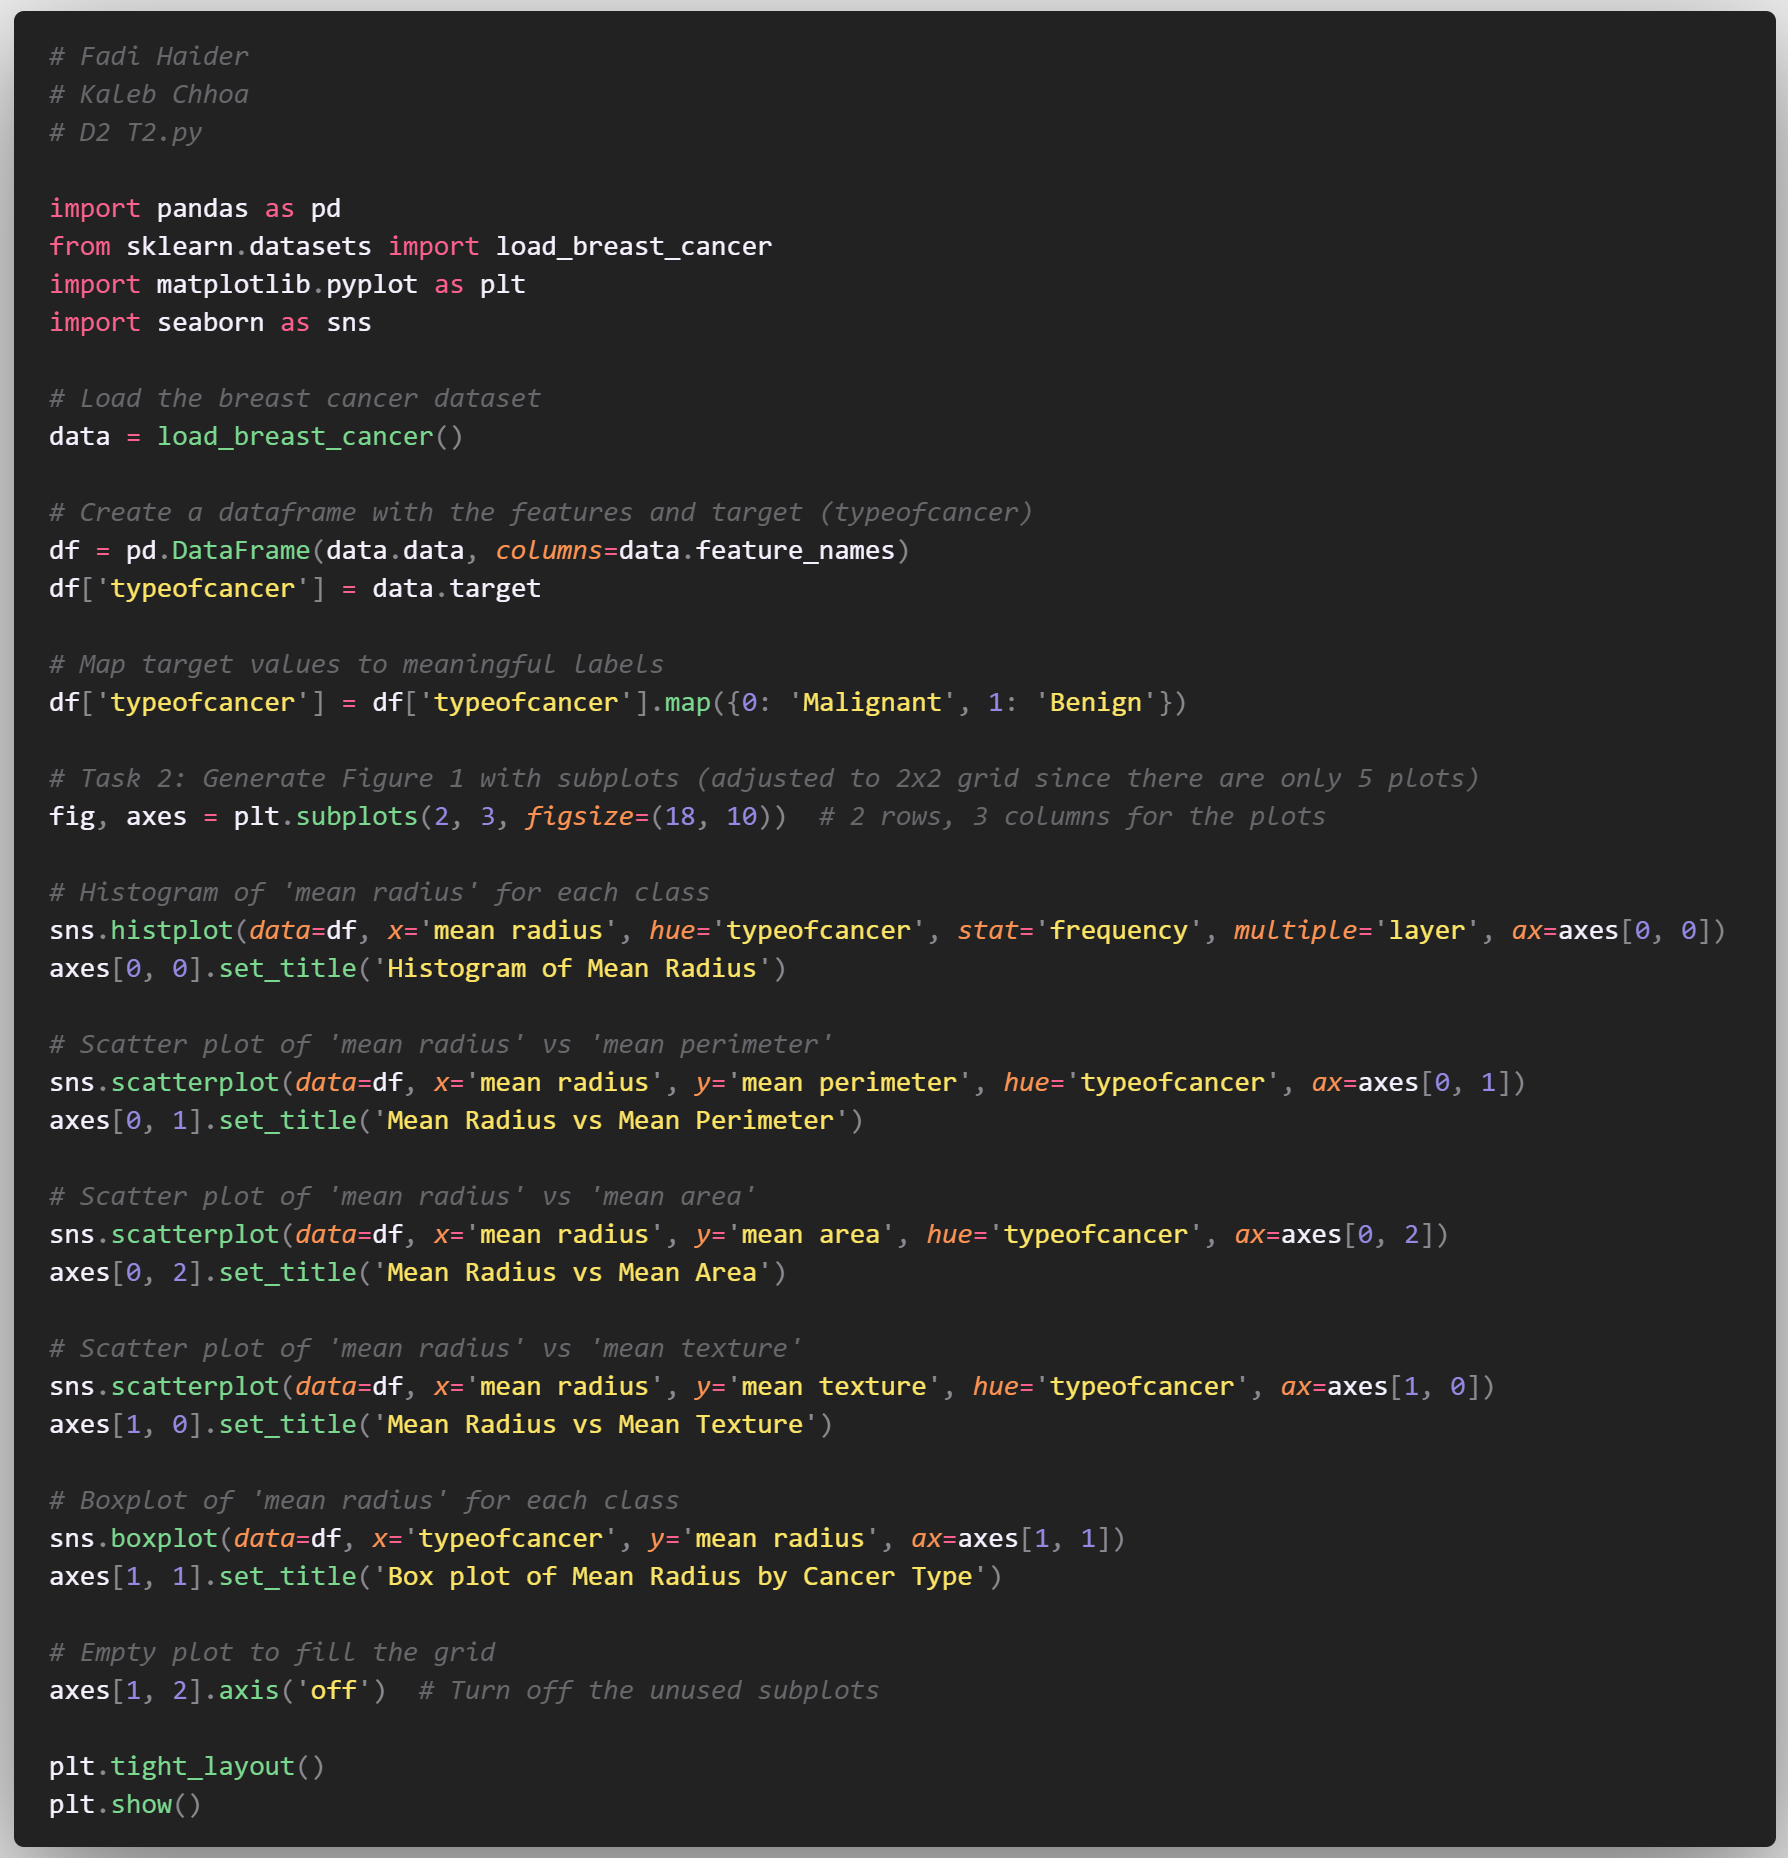 # Fadi Haider
# Kaleb Chhoa
# D2 T2.py
import pandas as pd
from sklearn.datasets import load_breast_cancer
import matplotlib.pyplot as plt
import seaborn as sns
# Load the breast cancer dataset
data = load_breast_cancer()
# Create a dataframe with the features and target (typeofcancer)
df = pd.DataFrame(data.data, columns=data.feature_names)
df['typeofcancer'] = data.target
# Map target values to meaningful labels
df['typeofcancer'] = df['typeofcancer'].map({0: 'Malignant', 1: 'Benign'})
# Task 2: Generate Figure 1 with subplots (adjusted to 2x2 grid since there are only 5 plots)
fig, axes = plt.subplots(2, 3, figsize=(18, 10))  # 2 rows, 3 columns for the plots
# Histogram of 'mean radius' for each class
sns.histplot(data=df, x='mean radius', hue='typeofcancer', stat='frequency', multiple='layer', ax=axes[0, 0])
axes[0, 0].set_title('Histogram of Mean Radius')
# Scatter plot of 'mean radius' vs 'mean perimeter'
sns.scatterplot(data=df, x='mean radius', y='mean perimeter', hue='typeofcancer', ax=axes[0, 1])
axes[0, 1].set_title('Mean Radius vs Mean Perimeter')
# Scatter plot of 'mean radius' vs 'mean area'
sns.scatterplot(data=df, x='mean radius', y='mean area', hue='typeofcancer', ax=axes[0, 2])
axes[0, 2].set_title('Mean Radius vs Mean Area')
# Scatter plot of 'mean radius' vs 'mean texture'
sns.scatterplot(data=df, x='mean radius', y='mean texture', hue='typeofcancer', ax=axes[1, 0])
axes[1, 0].set_title('Mean Radius vs Mean Texture')
# Boxplot of 'mean radius' for each class
sns.boxplot(data=df, x='typeofcancer', y='mean radius', ax=axes[1, 1])
axes[1, 1].set_title('Box plot of Mean Radius by Cancer Type')
# Empty plot to fill the grid
axes[1, 2].axis('off')  # Turn off the unused subplots
plt.tight_layout()
plt.show()